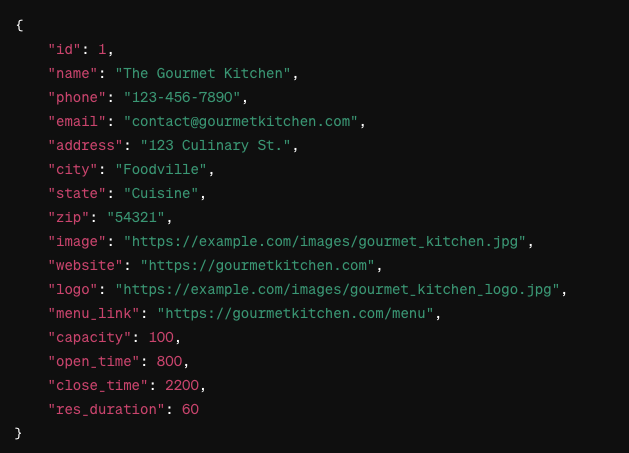 {
    "id": 1,
    "name": "The Gourmet Kitchen",
    "phone": "123-456-7890",
    "email": "contact@gourmetkitchen.com",
    "address": "123 Culinary St.",
    "city": "Foodville",
    "state": "Cuisine",
    "zip": "54321",
    "image": "https://example.com/images/gourmet_kitchen.jpg",
    "website": "https://gourmetkitchen.com",
    "logo": "https://example.com/images/gourmet_kitchen_logo.jpg",
    "menu_link": "https://gourmetkitchen.com/menu",
    "capacity": 100,
    "open_time": 800,
    "close_time": 2200,
    "res_duration": 60
}